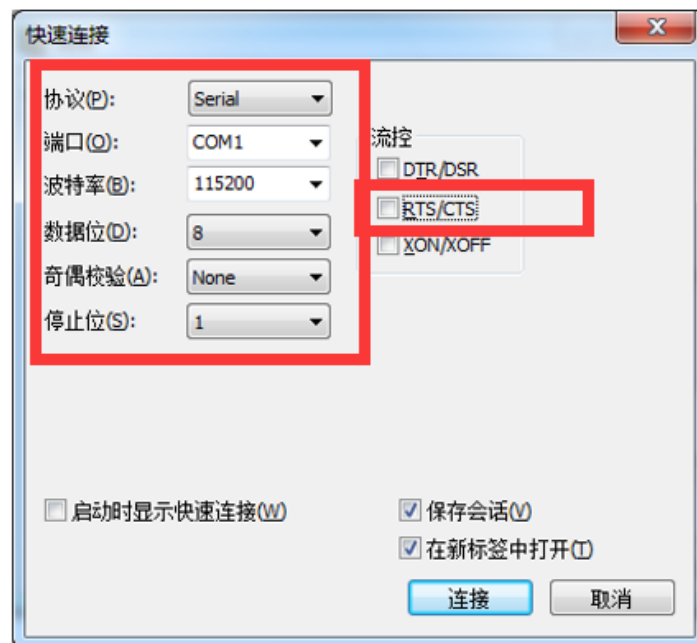 快速连接
协议(P): Serial
端口(O): COM1
波特率(B): 115200
数据位(D): 8
奇偶校验(A): None
停止位(S): 1
流控
DTR/DSR
RTS/CTS
XON/XOFF
启动时显示快速连接(W)
保存会话(V)
在新标签中打开(T)
连接
取消